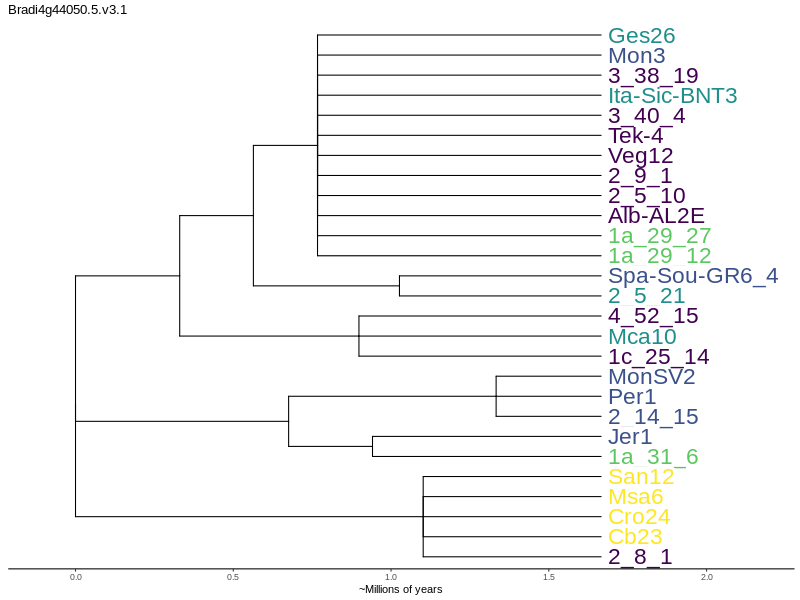 Bradi4g44050.5.v3.1
Ges26
Mon3
3_38_19
Ita-Sic-BNT3
3_40_4
Tek-4
Veg12
2_9_1
2_5_10
Alb-AL2E
1a_29_27
1a_29_12
Spa-Sou-GR6_4
2_5_21
4_52_15
Mca10
1c_25_14
MonSV2
Per1
2_14_15
Jer1
1a_31_6
San12
Msa6
Cro24
Cb23
2_8_1
0.0 0.5 1.0 1.5 2.0
~Millions of years